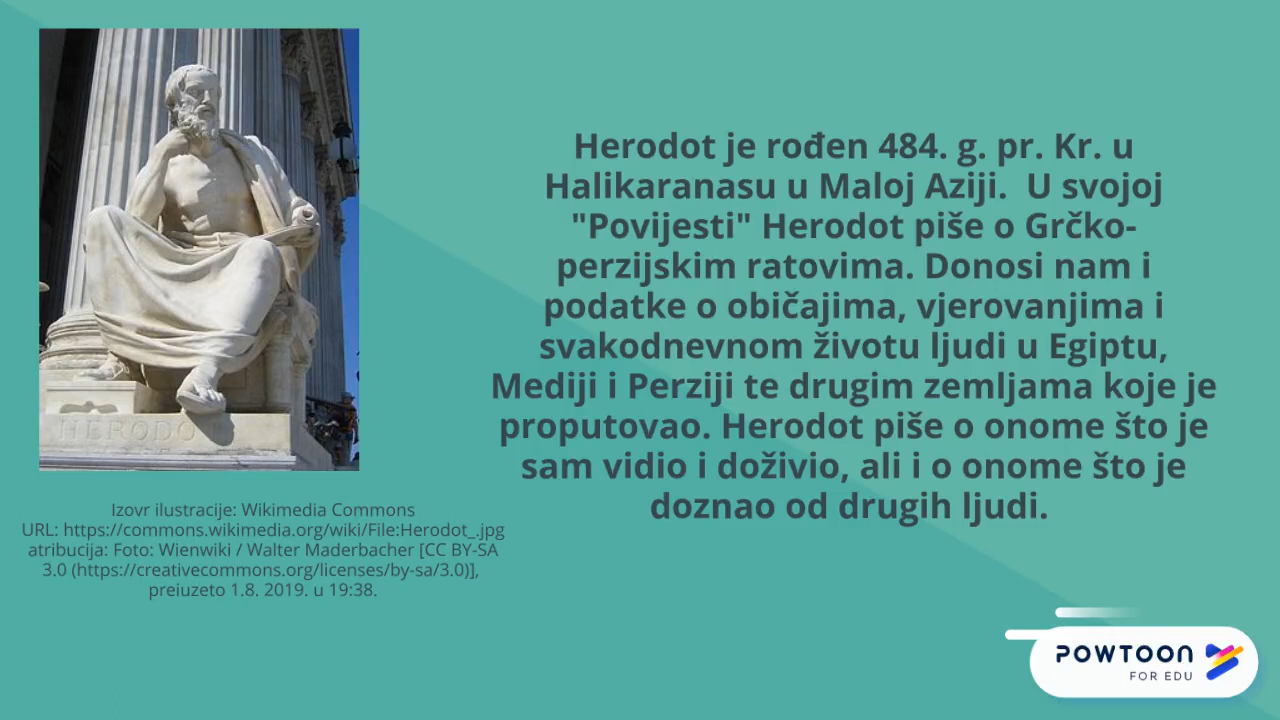 HERODO
Izovr ilustracije: Wikimedia Commons
URL: https://commons.wikimedia.org/wiki/File:Herodot_.jpg
atribucija: Foto: Wienwiki / Walter Maderbacher [CC BY-SA
3.0 (https://creativecommons.org/licenses/by-sa/3.0)],
preiuzeto 1.8. 2019. u 19:38.
Herodot je rođen 484. g. pr. Kr. u
Halikaranasu u Maloj Aziji.  U svojoj
"Povijesti" Herodot piše o Grčko-
perzijskim ratovima. Donosi nam i
podatke o običajima, vjerovanjima i
svakodnevnom životu ljudi u Egiptu,
Mediji i Perziji te drugim zemljama koje je
proputovao. Herodot piše o onome što je
sam vidio i doživio, ali i o onome što je
doznao od drugih ljudi.
POWTOON
FOR EDU